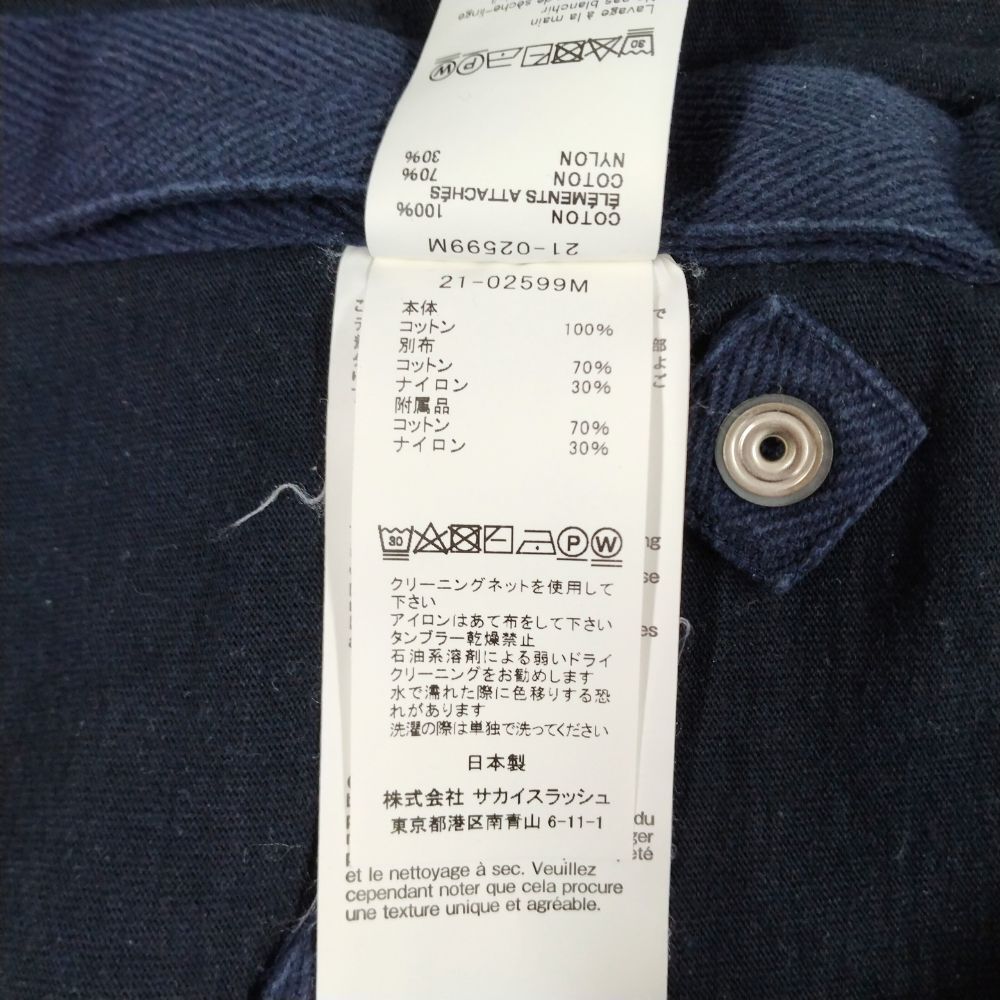 Lavage à la main
30
W
COTON 100%
ÉLÉMENTS ATTACHÉS
COTON 70%
NYLON 30%
21-02599M
21-02599M
本体
コットン 100%
別布
コットン 70%
ナイロン 30%
附属品
コットン 70%
ナイロン 30%
30 P W
クリーニングネットを使用して
下さい
アイロンはあて布をして下さい
タンブラー乾燥禁止
石油系溶剤による弱いドライ
クリーニングをお勧めします
水で濡れた際に色移りする恐
れがあります
洗濯の際は単独で洗ってください
日本製
株式会社 サカイスラッシュ
東京都港区南青山 6-11-1
du
et le nettoyage à sec. Veuillez
cependant noter que cela procure
une texture unique et agréable.